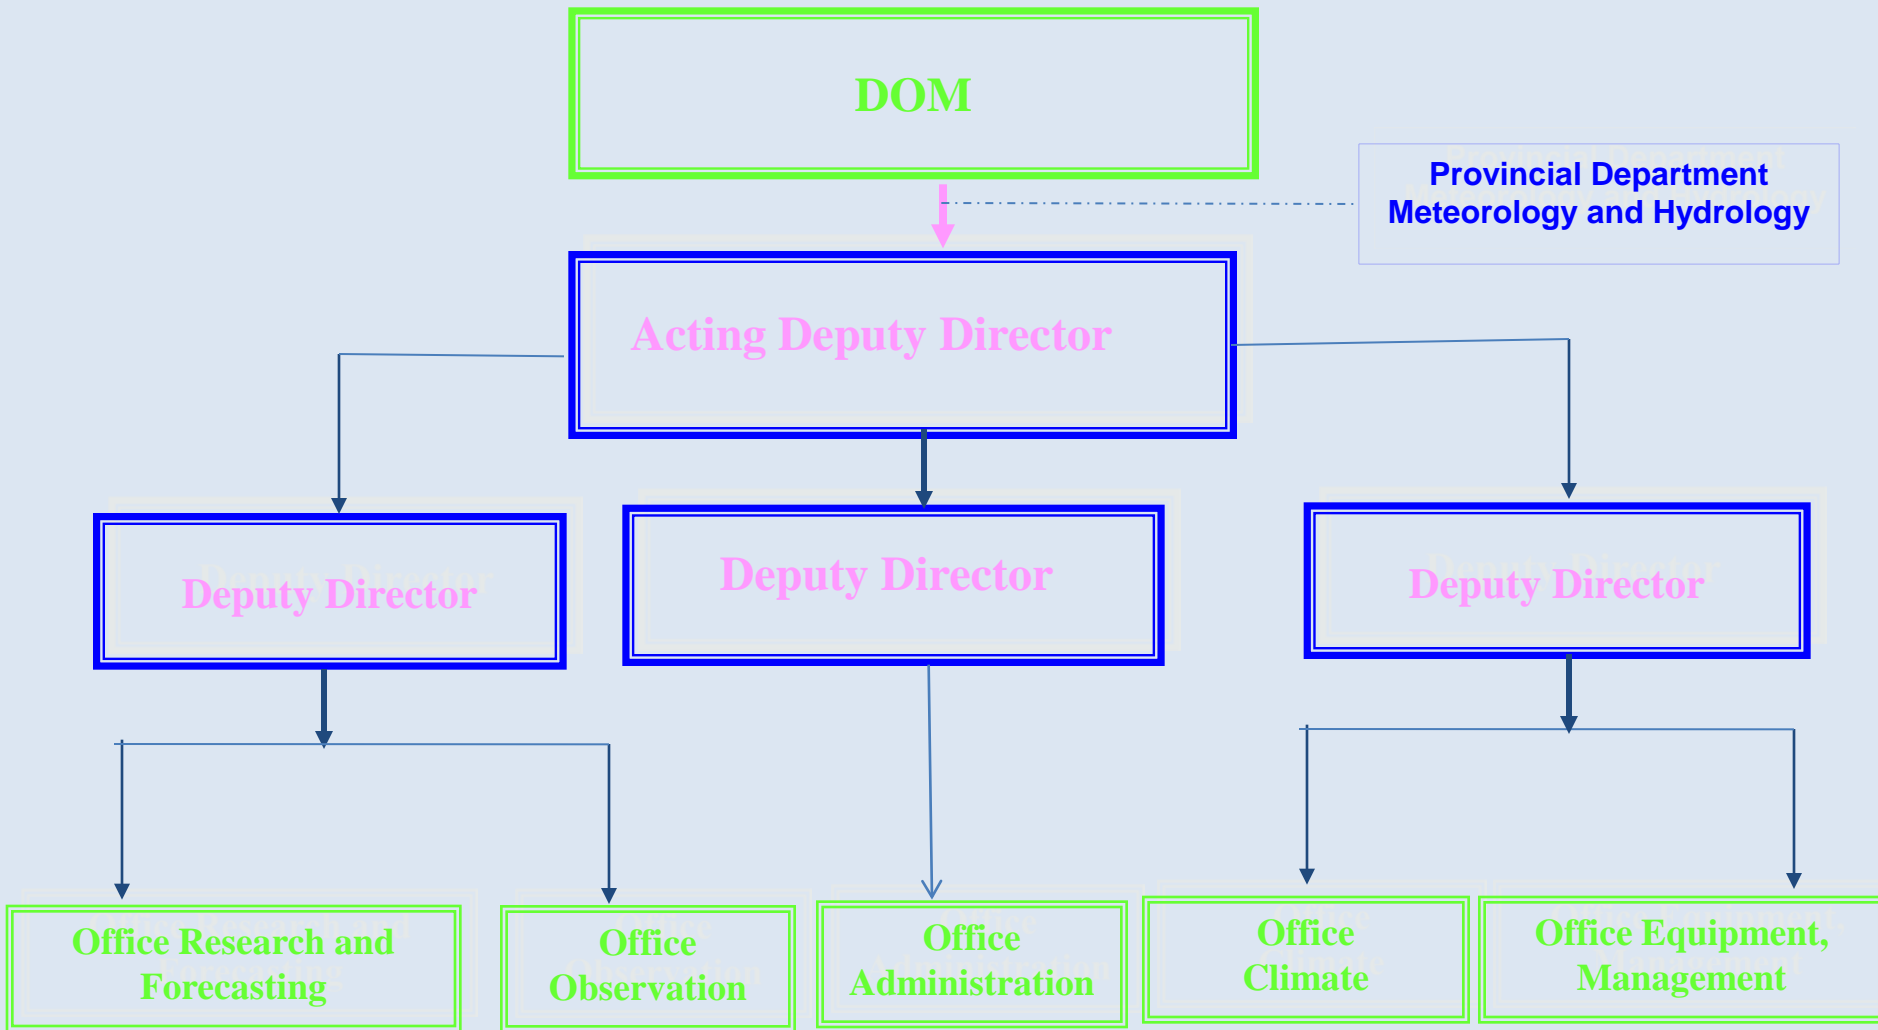 DOM
Provincial Department
Meteorology and Hydrology
Acting Deputy Director
Deputy Director
Deputy Director
Deputy Director
Office Research and
Forecasting
Office
Observation
Office
Administration
Office
Climate
Office Equipment,
Management